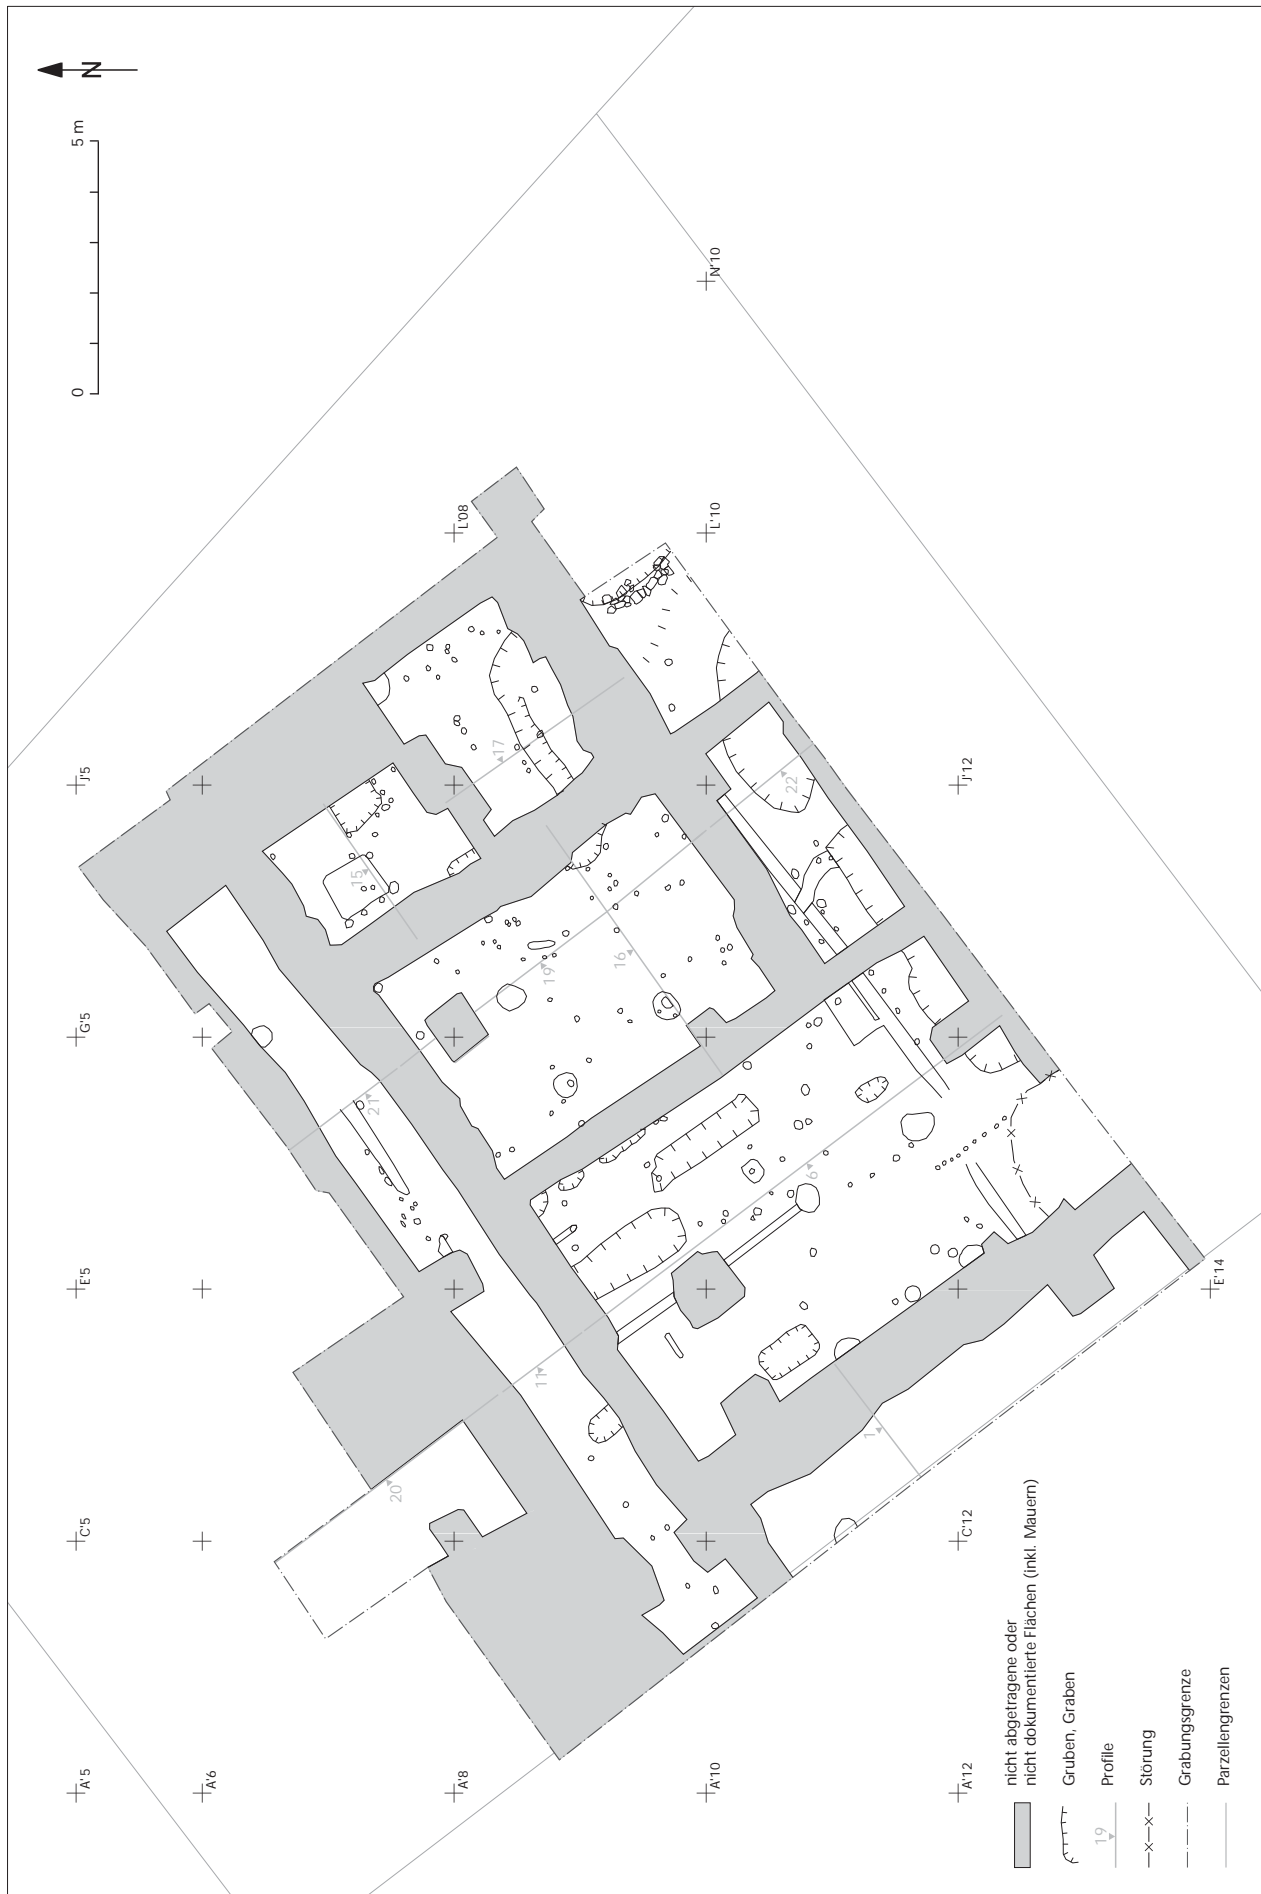 N
0
5 m
A'5
C'5
E'5
G'5
J'5
A'6
A'8
L'08
A'10
L'10
N'10
A'12
C'12
J'12
E'14
20
11
21
15
17
19
16
22
6
1
nicht abgetragene oder
nicht dokumentierte Flächen (inkl. Mauern)
Gruben, Graben
19
Profile
Störung
Grabungsgrenze
Parzellengrenzen